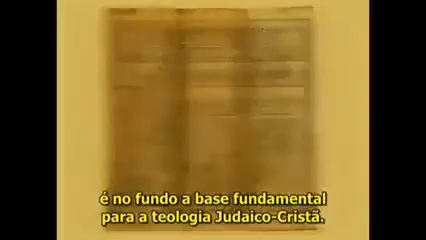 é no fundo a base fundamental
para a teologia Judaico-Cristã.